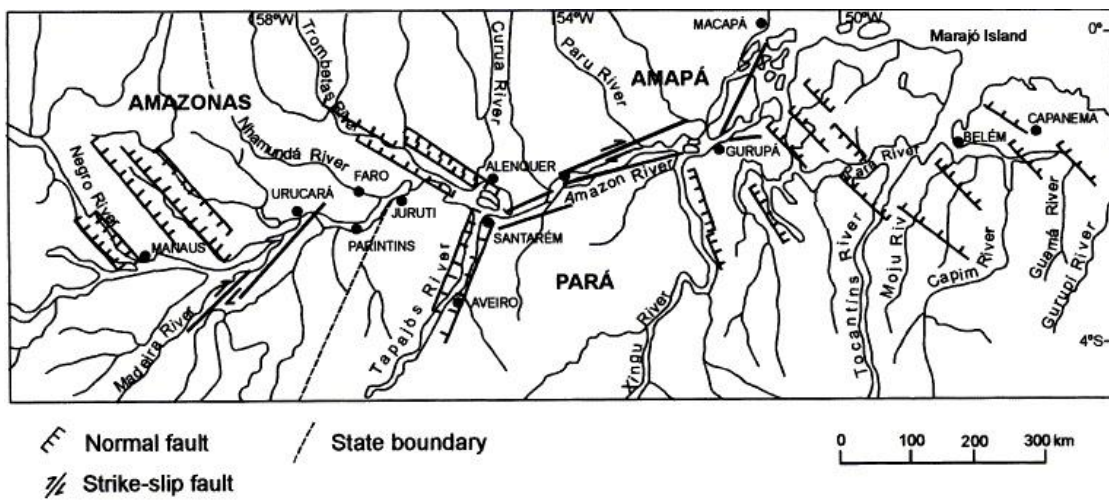 58°W
54°W
50°W
0°
MACAPÁ
Marajó Island
Trombetas River
Curua River
Paru River
AMAPÁ
AMAZONAS
CAPANEMA
BELÉM
Nhamundá River
Negro River
ALENQUER
GURUPÁ
Pará River
Amazon River
FARO
URUCARÁ
JURUTI
SANTARÉM
PARINTINS
MANAUS
PARÁ
AVEIRO
Tapajós River
Madeira River
Xingu River
Tocantins River
Moju Riv
Capim River
Guamá River
Gurupi River
4°S
Normal fault
State boundary
Strike-slip fault
0 100 200 300 km